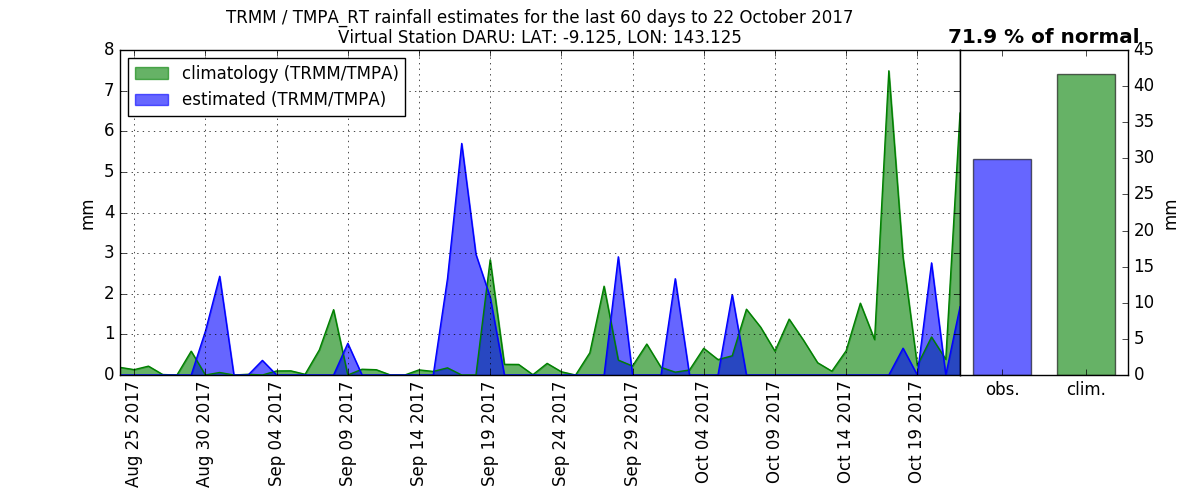 TRMM / TMPA_RT rainfall estimates for the last 60 days to 22 October 2017
Virtual Station DARU: LAT: -9.125, LON: 143.125
71.9 % of normal
climatology (TRMM/TMPA)
estimated (TRMM/TMPA)
mm
8
7
6
5
4
3
2
1
0
Aug 25 2017
Aug 30 2017
Sep 04 2017
Sep 09 2017
Sep 14 2017
Sep 19 2017
Sep 24 2017
Sep 29 2017
Oct 04 2017
Oct 09 2017
Oct 14 2017
Oct 19 2017
45
40
35
30
25
20
15
10
5
0
mm
obs.
clim.